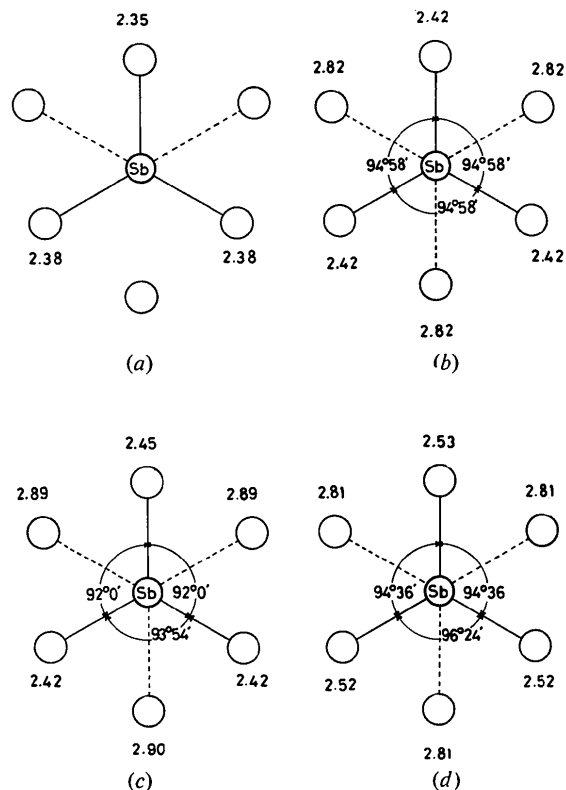 2.35
Sb
2.38 2.38
(a)
2.42
2.82 2.82
94°58' Sb 94°58'
94°58'
2.42 2.42
2.82
(b)
2.45
2.89 2.89
92°0' Sb 92°0'
93°54'
2.42 2.42
2.90
(c)
2.53
2.81 2.81
94°36' Sb 94°36
96°24'
2.52 2.52
2.81
(d)